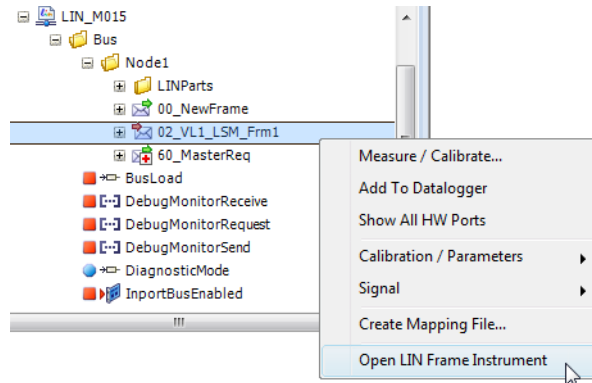 LIN_M015
Bus
Node1
LINParts
00_NewFrame
02_VL1_LSM_Frm1
60_MasterReq
BusLoad
DebugMonitorReceive
DebugMonitorRequest
DebugMonitorSend
DiagnosticMode
InportBusEnabled
Measure / Calibrate...
Add To Datalogger
Show All HW Ports
Calibration / Parameters
Signal
Create Mapping File...
Open LIN Frame Instrument